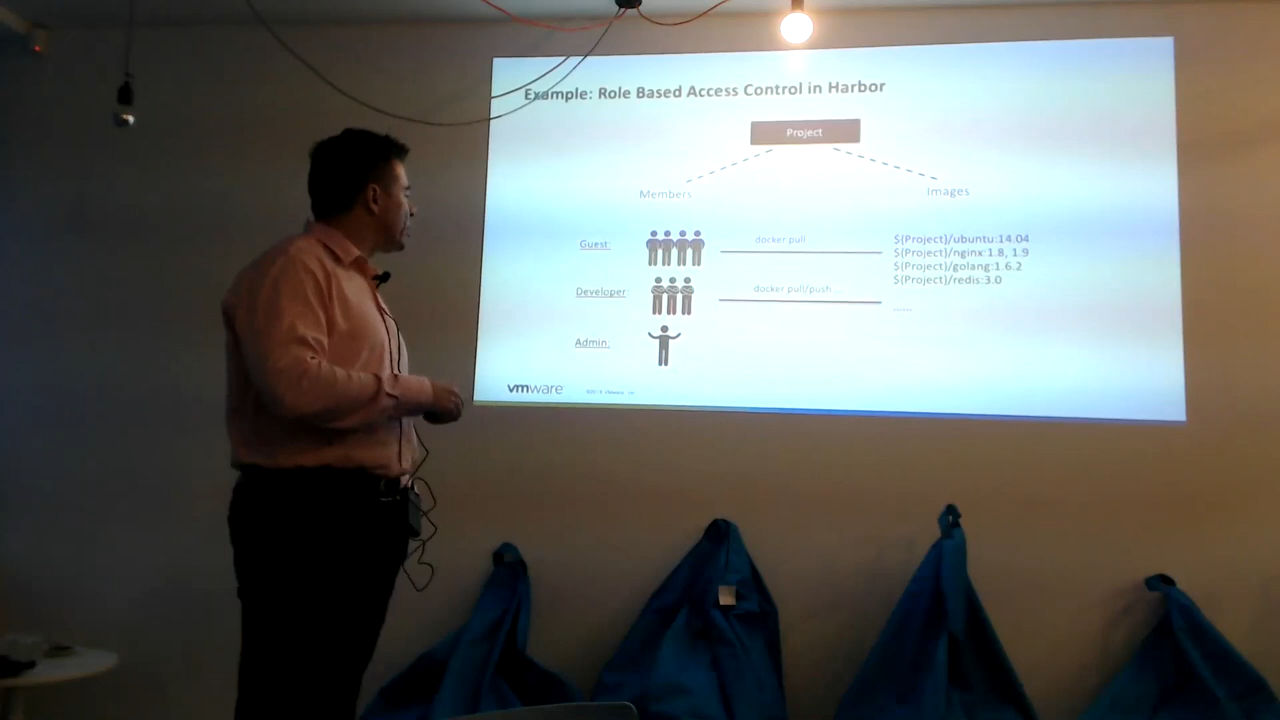 Example: Role Based Access Control in Harbor
Project
Members
Images
Guest:
docker pull...
${Project}/ubuntu:14.04
${Project}/nginx:1.8, 1.9
${Project}/golang:1.6.2
${Project}/redis:3.0
Developer:
docker pull/push...
......
Admin:
vmware